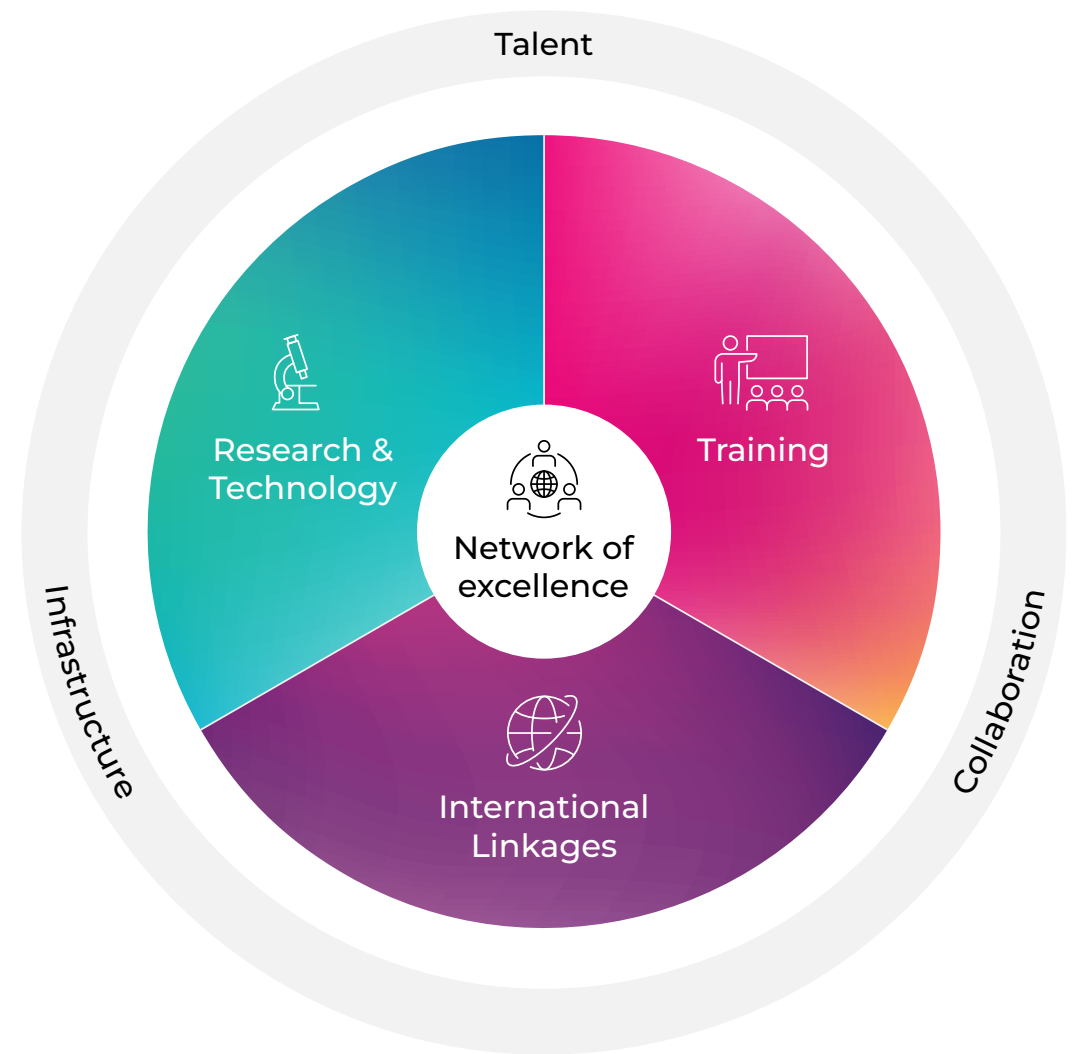 Talent
Research &
Technology
Training
Network of
excellence
Infrastructure
Collaboration
International
Linkages